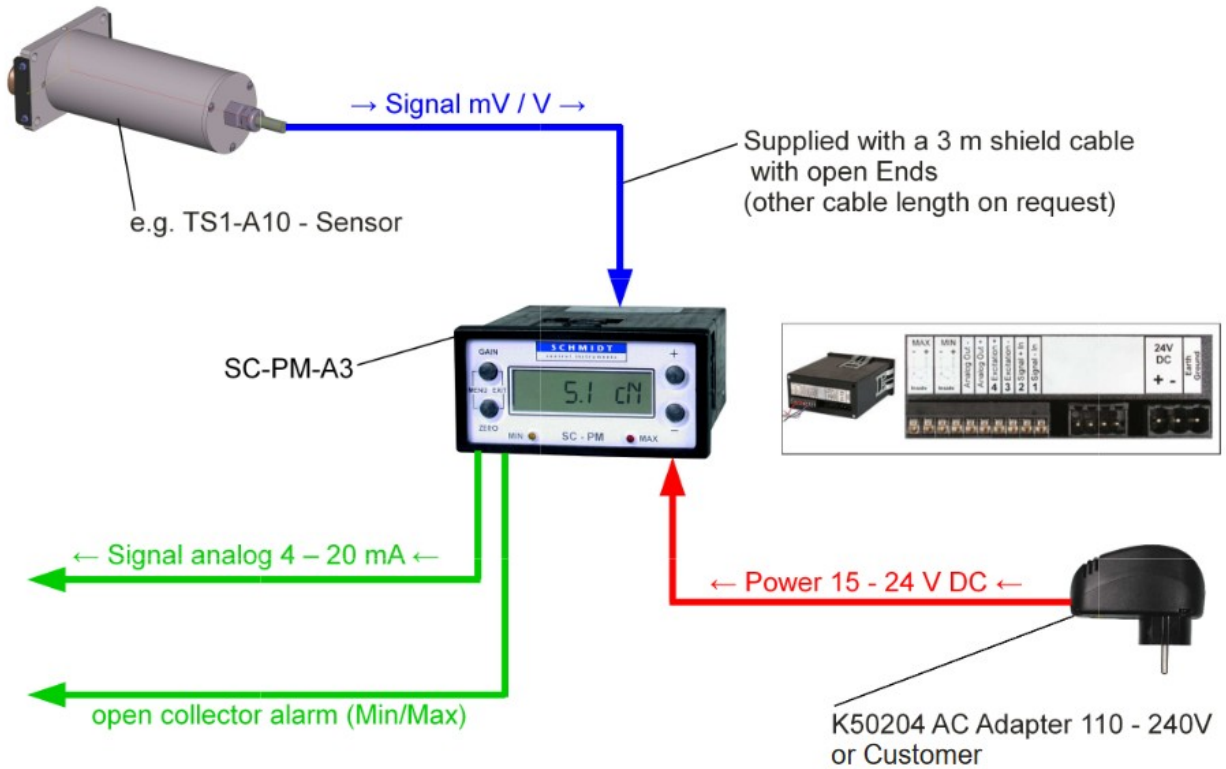 → Signal mV / V →
Supplied with a 3 m shield cable
with open Ends
(other cable length on request)
e.g. TS1-A10 - Sensor
SC-PM-A3
SCHMIDT
control instruments
GAIN
+
MENU EXIT
5.1 cN
ZERO
-
MIN
SC - PM
MAX
MAX
- +
MIN
- +
Analog Out -
Analog Out +
4 Excitation -
3 Excitation +
2 Signal + In
1 Signal - In
24V
DC
+ -
Earth
Ground
← Signal analog 4 – 20 mA ←
← Power 15 - 24 V DC ←
open collector alarm (Min/Max)
K50204 AC Adapter 110 - 240V
or Customer